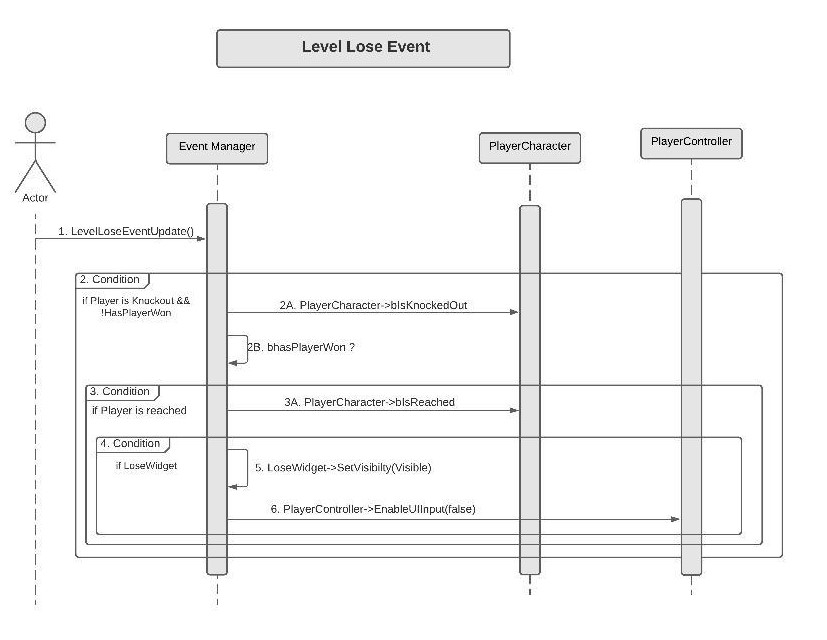 Level Lose Event
Event Manager
PlayerCharacter
PlayerController
Actor
1. LevelLoseEventUpdate()
2. Condition
if Player is Knockout &&
!HasPlayerWon
2A. PlayerCharacter->bIsKnockedOut
2B. bhasPlayerWon ?
3. Condition
if Player is reached
3A. PlayerCharacter->bIsReached
4. Condition
if LoseWidget
5. LoseWidget->SetVisibilty(Visible)
6. PlayerController->EnableUIInput(false)